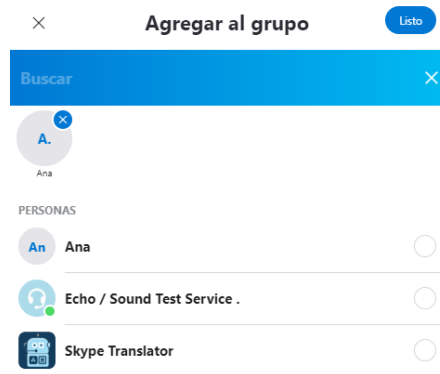 Agregar al grupo
Listo
Buscar
A.
Ana
PERSONAS
An
Ana
Echo / Sound Test Service .
Skype Translator